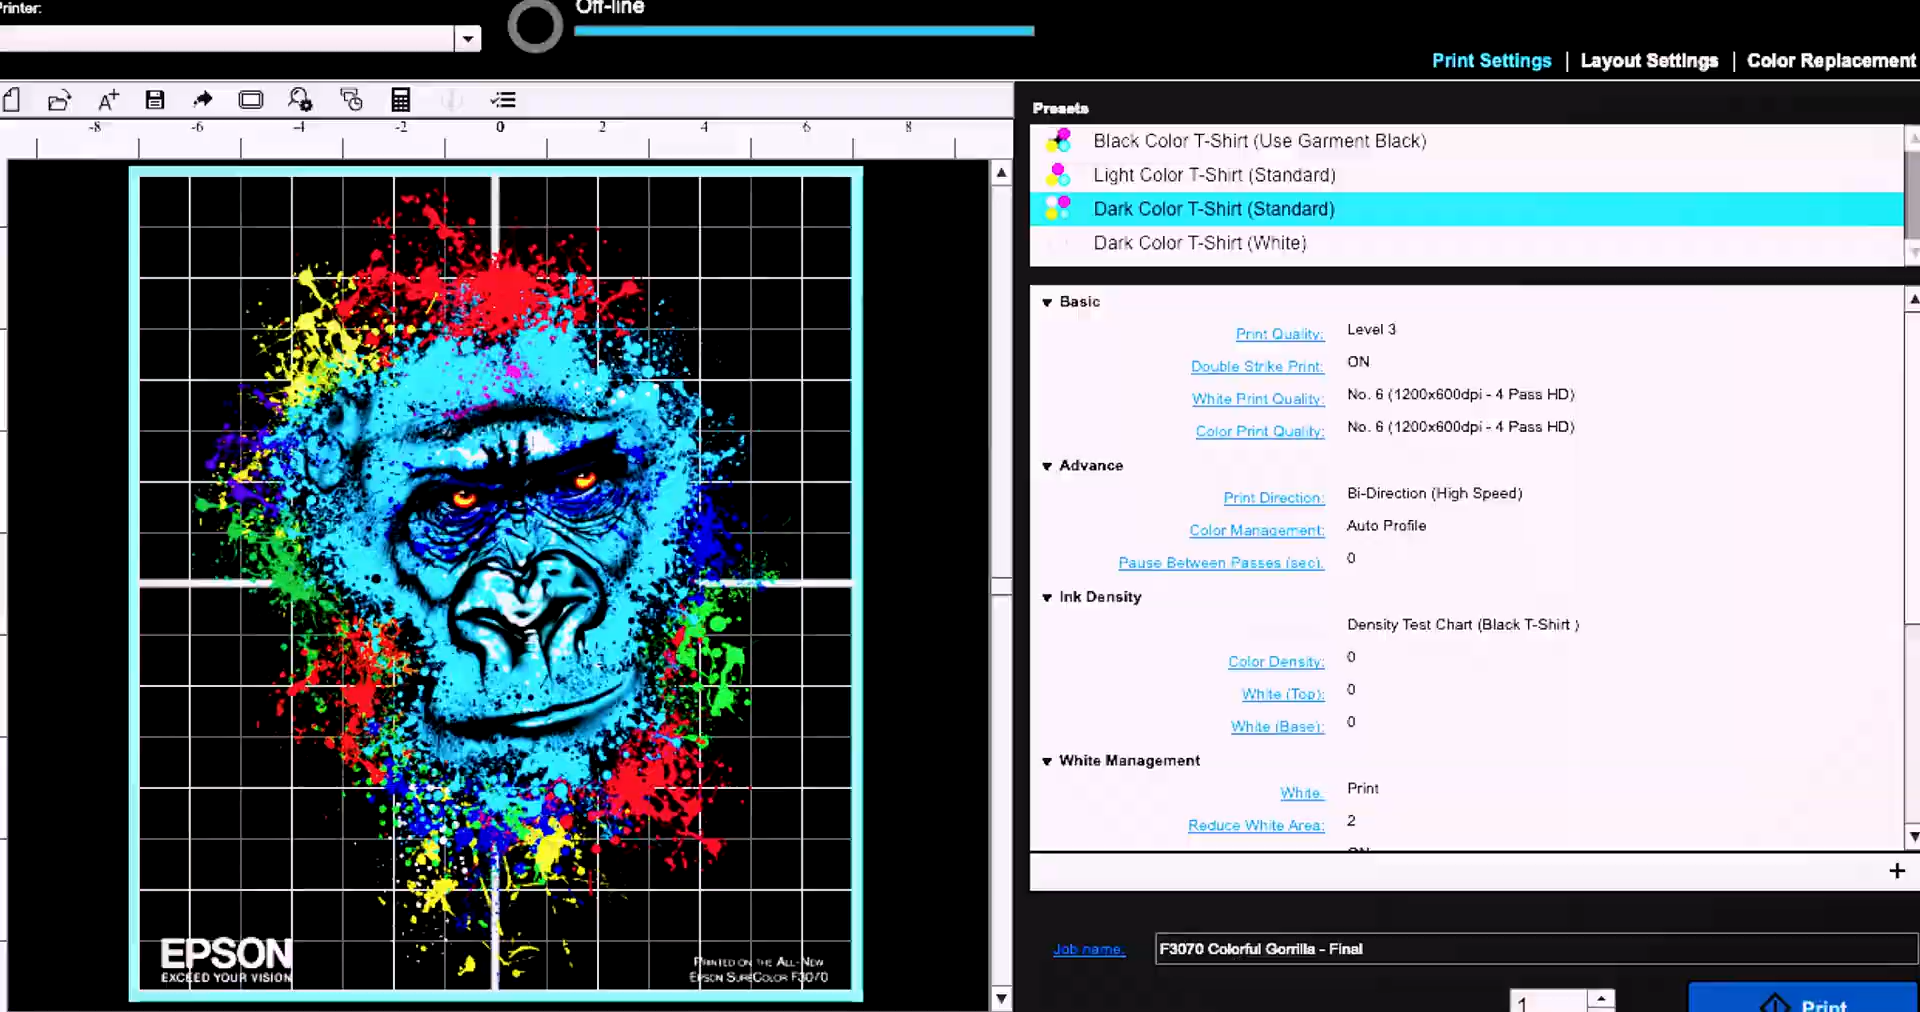 Printer:
Off-line
Print Settings | Layout Settings | Color Replacement
-8 -6 -4 -2 0 2 4 6 8
Presets
Black Color T-Shirt (Use Garment Black)
Light Color T-Shirt (Standard)
Dark Color T-Shirt (Standard)
Dark Color T-Shirt (White)
Basic
Print Quality: Level 3
Double Strike Print: ON
White Print Quality: No. 6 (1200x600dpi - 4 Pass HD)
Color Print Quality: No. 6 (1200x600dpi - 4 Pass HD)
Advance
Print Direction: Bi-Direction (High Speed)
Color Management: Auto Profile
Pause Between Passes (sec): 0
Ink Density
Density Test Chart (Black T-Shirt )
Color Density: 0
White (Top): 0
White (Base): 0
White Management
White: Print
Reduce White Area: 2
EPSON
EXCEED YOUR VISION
Printed on the All-New
Epson SureColor F3070
Job name: F3070 Colorful Gorrilla - Final
1
Print